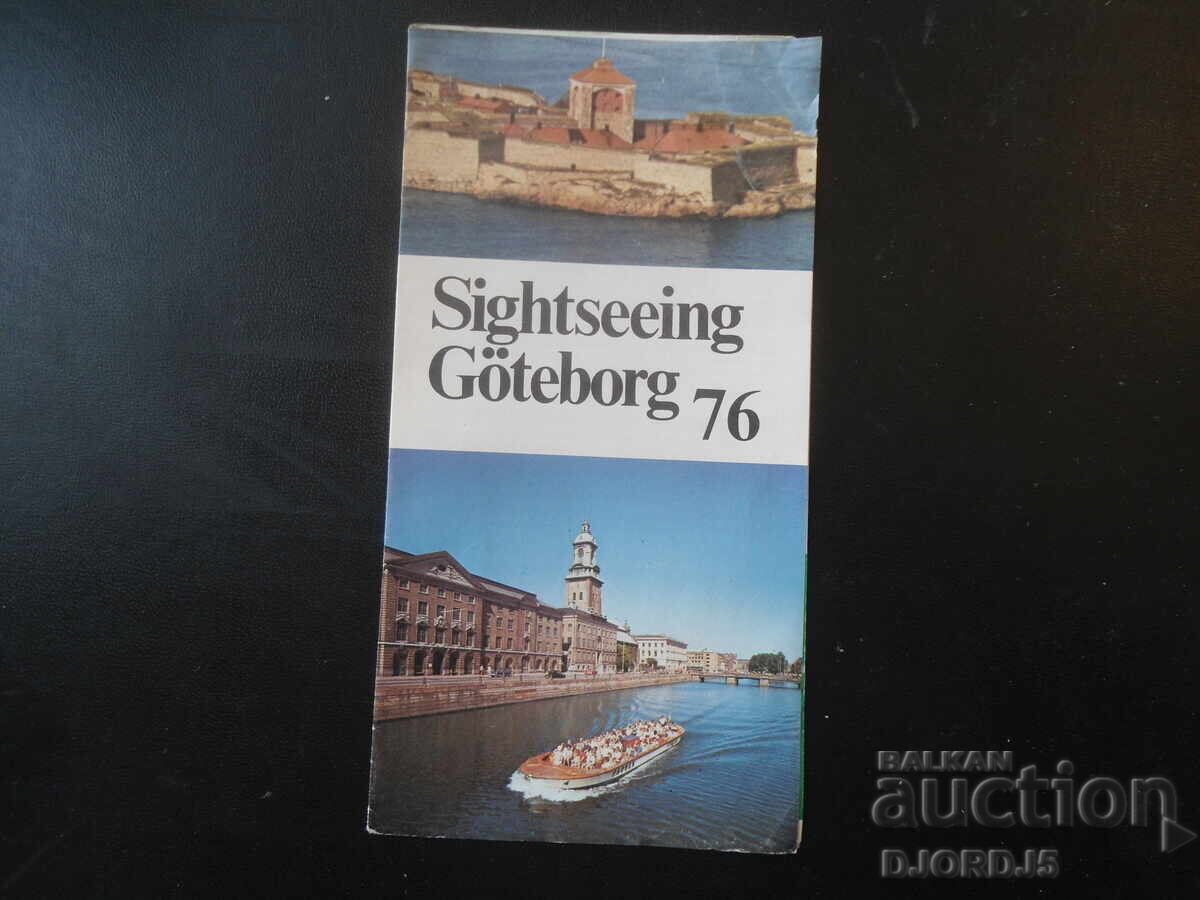 Sightseeing
Göteborg 76
BALKAN
auction
DJORDJ5